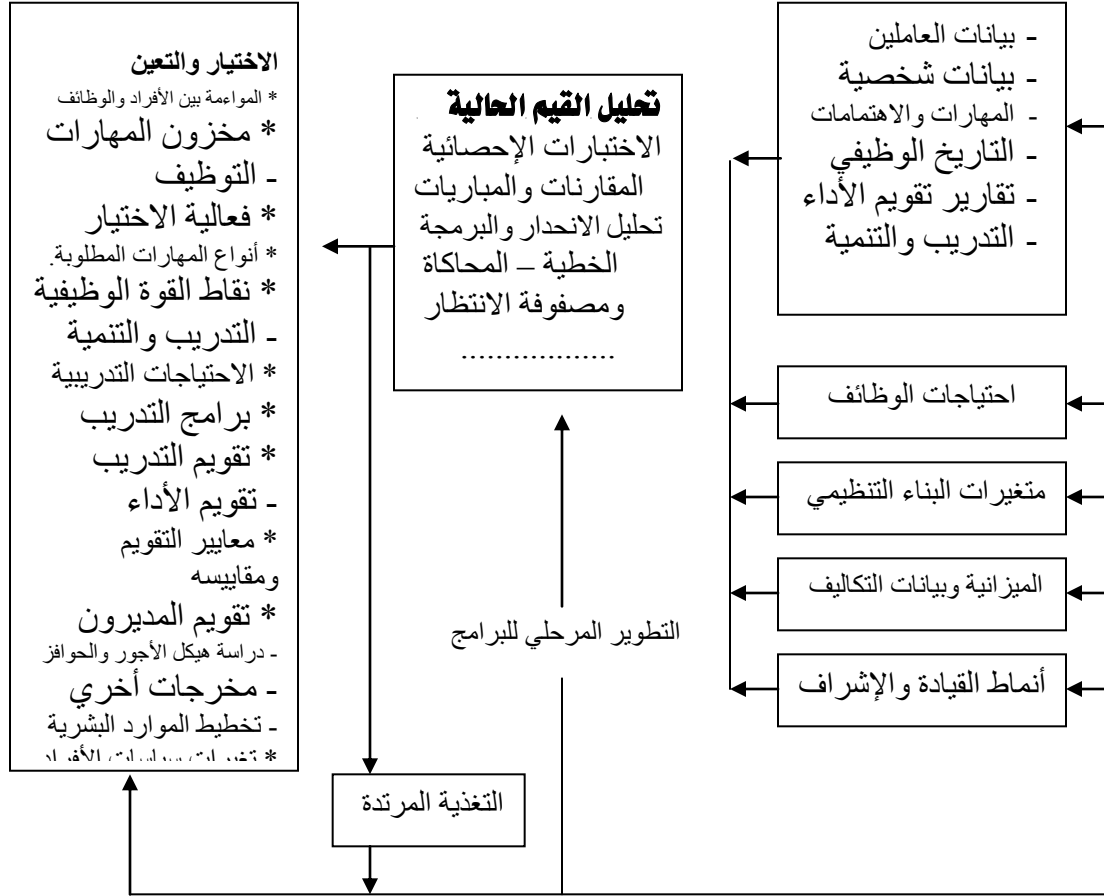 - بيانات العاملين
- بيانات شخصية
- المهارات والاهتمامات
- التاريخ الوظيفي
- تقارير تقويم الأداء
- التدريب والتنمية
احتياجات الوظائف
متغيرات البناء التنظيمي
الميزانية وبيانات التكاليف
أنماط القيادة والإشراف
تحليل القيم الحالية
الاختبارات الإحصائية
المقارنات والمباريات
تحليل الانحدار والبرمجة
الخطية – المحاكاة
ومصفوفة الانتظار
.................
التطوير المرحلي للبرامج
الاختيار والتعين
* المواءمة بين الأفراد والوظائف
* مخزون المهارات
- التوظيف
* فعالية الاختيار
* أنواع المهارات المطلوبة.
* نقاط القوة الوظيفية
- التدريب والتنمية
* الاحتياجات التدريبية
* برامج التدريب
* تقويم التدريب
- تقويم الأداء
* معايير التقويم
ومقاييسه
* تقويم المديرون
- دراسة هيكل الأجور والحوافز
- مخرجات أخري
- تخطيط الموارد البشرية
* تغيرات سياسات الأفراد
التغذية المرتدة